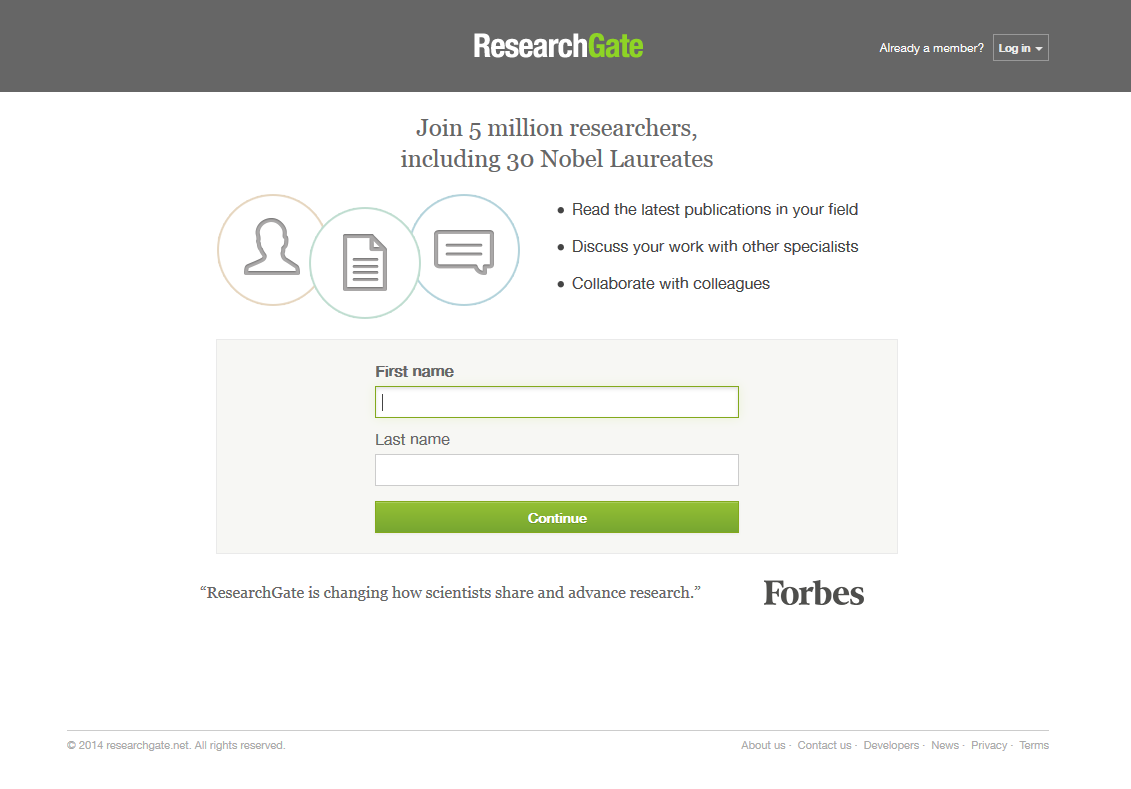 ResearchGate
Already a member? Log in
Join 5 million researchers,
including 30 Nobel Laureates
• Read the latest publications in your field
• Discuss your work with other specialists
• Collaborate with colleagues
First name
Last name
Continue
“ResearchGate is changing how scientists share and advance research.”
Forbes
© 2014 researchgate.net. All rights reserved.
About us · Contact us · Developers · News · Privacy · Terms